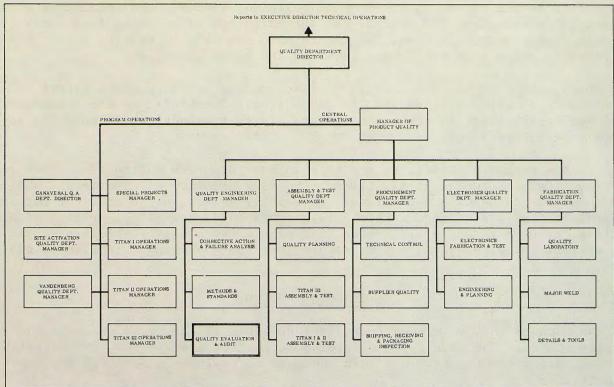 Reports to EXECUTIVE DIRECTOR TECHNICAL OPERATIONS
QUALITY DEPARTMENT
DIRECTOR
PROGRAM OPERATIONS
CENTRAL
OPERATIONS
MANAGER OF
PRODUCT QUALITY
CANAVERAL Q.A.
DEPT. DIRECTOR
SPECIAL PROJECTS
MANAGER
QUALITY ENGINEERING
DEPT. MANAGER
ASSEMBLY & TEST
QUALITY DEPT.
MANAGER
PROCUREMENT
QUALITY DEPT.
MANAGER
ELECTRONICS QUALITY
DEPT. MANAGER
FABRICATION
QUALITY DEPT.
MANAGER
SITE ACTIVATION
QUALITY DEPT.
MANAGER
TITAN I OPERATIONS
MANAGER
CORRECTIVE ACTION
& FAILURE ANALYSIS
QUALITY PLANNING
TECHNICAL CONTROL
ELECTRONICS
FABRICATION & TEST
QUALITY
LABORATORY
VANDENBERG
QUALITY DEPT.
MANAGER
TITAN II OPERATIONS
MANAGER
METHODS &
STANDARDS
TITAN III
ASSEMBLY & TEST
SUPPLIER QUALITY
ENGINEERING
& PLANNING
MAJOR WELD
TITAN III OPERATIONS
MANAGER
QUALITY EVALUATION
& AUDIT
TITAN I & II
ASSEMBLY & TEST
SHIPPING, RECEIVING
& PACKAGING
INSPECTION
DETAILS & TOOLS